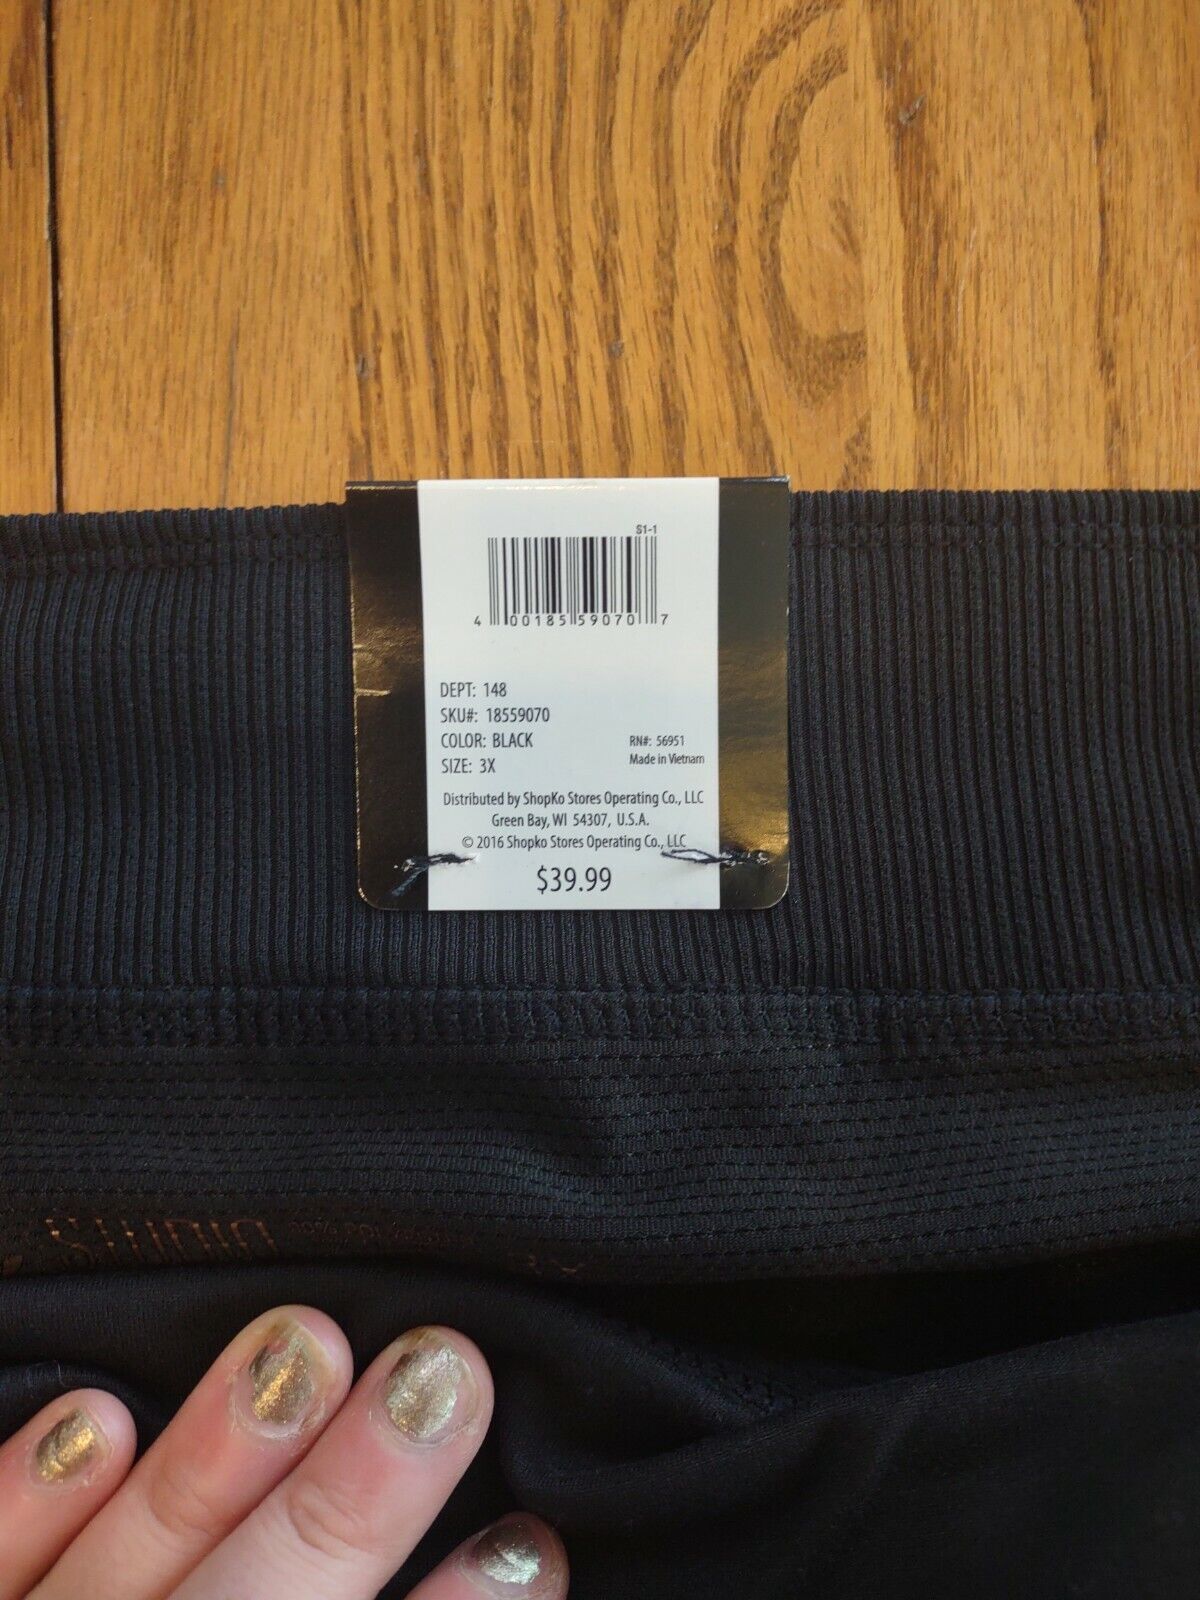 S1-1
4 00185 59070 7
DEPT: 148
SKU#: 18559070
COLOR: BLACK
SIZE: 3X
RN#: 56951
Made in Vietnam
Distributed by ShopKo Stores Operating Co., LLC
Green Bay, WI 54307, U.S.A.
© 2016 Shopko Stores Operating Co., LLC
$39.99
STUDIO